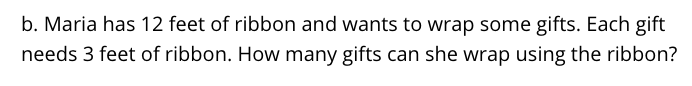 b. Maria has 12 feet of ribbon and wants to wrap some gifts. Each gift
needs 3 feet of ribbon. How many gifts can she wrap using the ribbon?